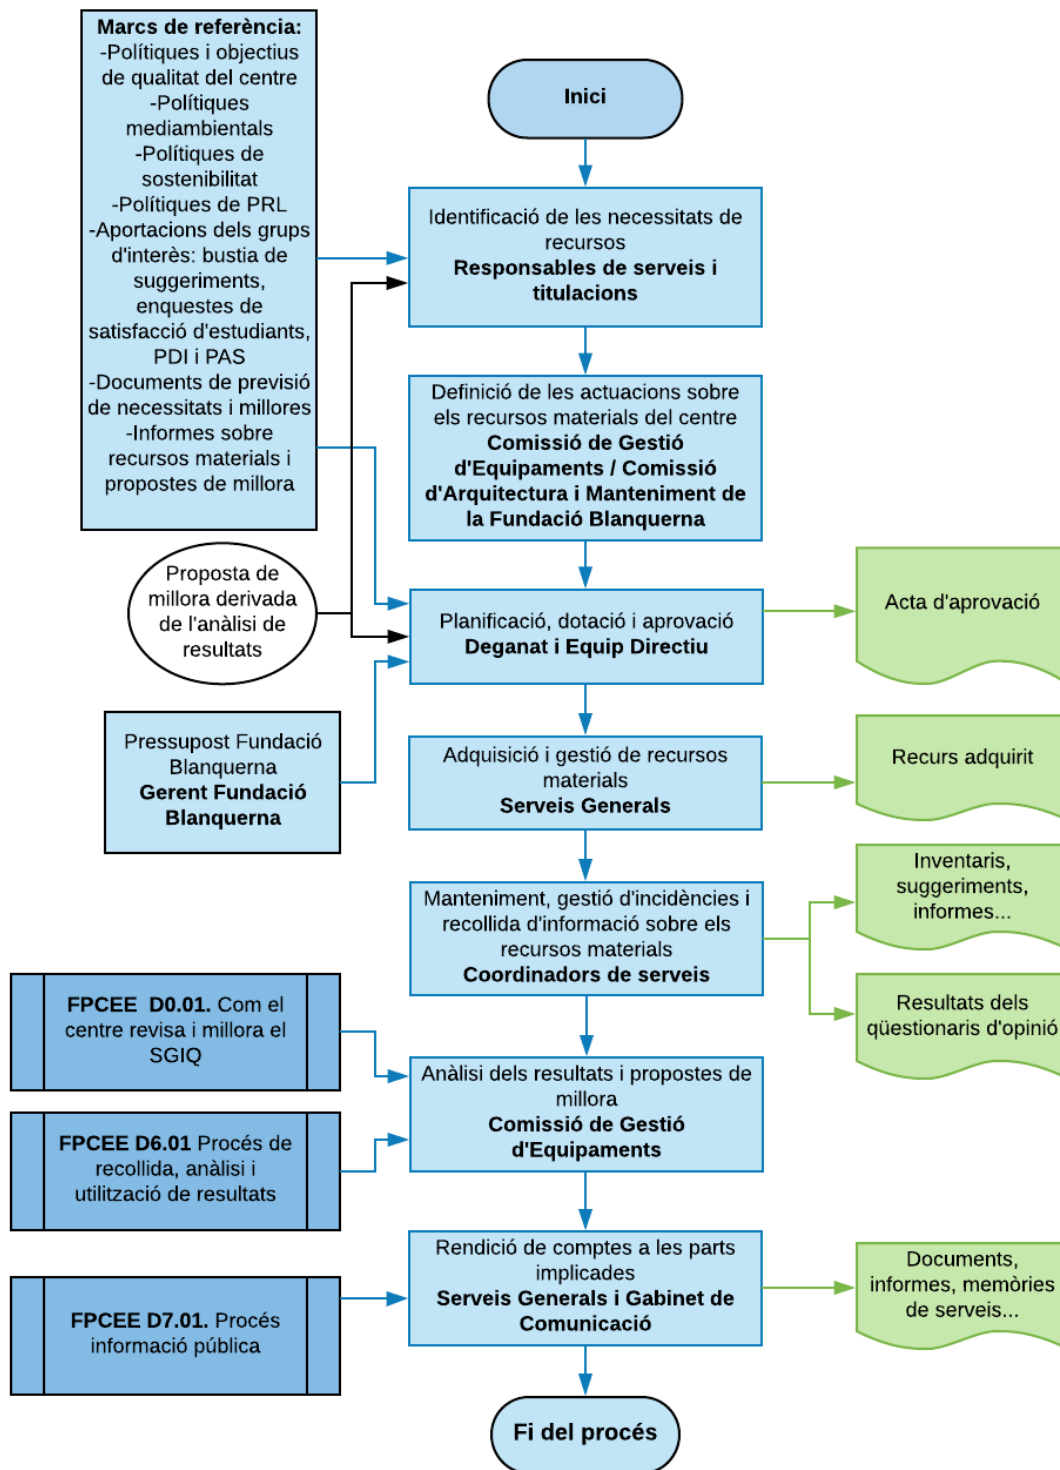 Marcs de referència:
-Polítiques i objectius
de qualitat del centre
-Polítiques
mediambientals
-Polítiques de
sostenibilitat
-Polítiques de PRL
-Aportacions dels grups
d'interès: bustia de
suggeriments,
enquestes de
satisfacció d'estudiants,
PDI i PAS
-Documents de previsió
de necessitats i millores
-Informes sobre
recursos materials i
propostes de millora
Inici
Identificació de les necessitats de
recursos
Responsables de serveis i
titulacions
Definició de les actuacions sobre
els recursos materials del centre
Comissió de Gestió
d'Equipaments / Comissió
d'Arquitectura i Manteniment de
la Fundació Blanquerna
Proposta de
millora derivada
de l'anàlisi de
resultats
Planificació, dotació i aprovació
Deganat i Equip Directiu
Acta d'aprovació
Pressupost Fundació
Blanquerna
Gerent Fundació
Blanquerna
Adquisició i gestió de recursos
materials
Serveis Generals
Recurs adquirit
Manteniment, gestió d'incidències i
recollida d'informació sobre els
recursos materials
Coordinadors de serveis
Inventaris,
suggeriments,
informes...
Resultats dels
qüestionaris d'opinió
FPCEE D0.01. Com el
centre revisa i millora el
SGIQ
FPCEE D6.01 Procés de
recollida, anàlisi i
utilització de resultats
Anàlisi dels resultats i propostes de
millora
Comissió de Gestió
d'Equipaments
FPCEE D7.01. Procés
informació pública
Rendició de comptes a les parts
implicades
Serveis Generals i Gabinet de
Comunicació
Documents,
informes, memòries
de serveis...
Fi del procés